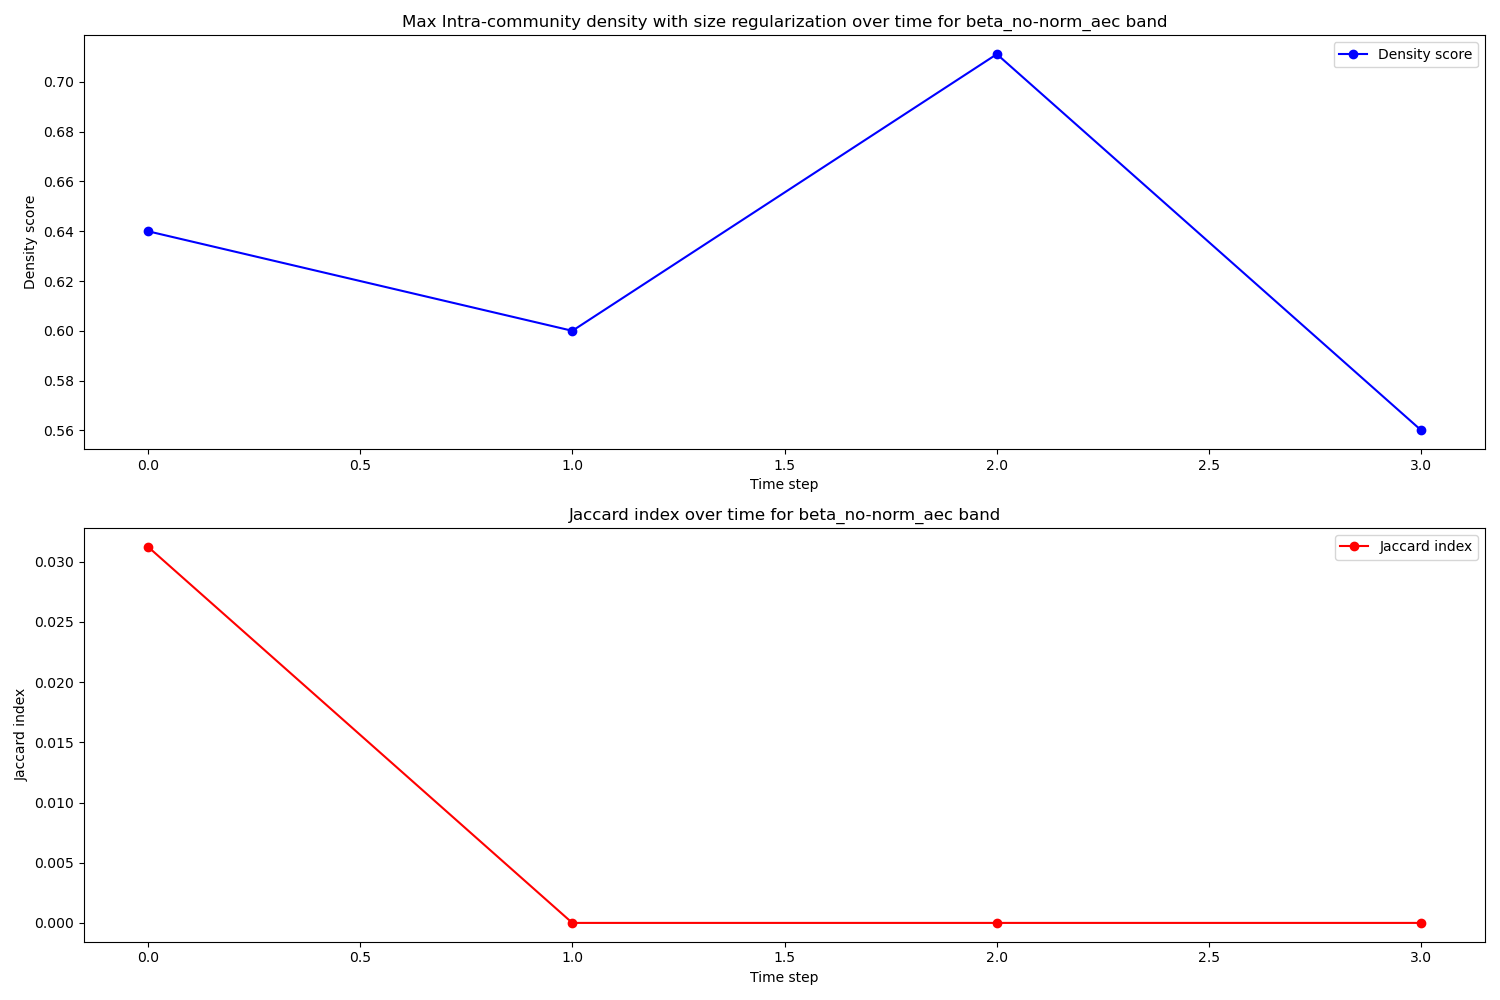 Max Intra-community density with size regularization over time for beta_no-norm_aec band
Density score
0.70
0.68
0.66
0.64
0.62
0.60
0.58
0.56
Density score
0.0 0.5 1.0 1.5 2.0 2.5 3.0
Time step
Jaccard index over time for beta_no-norm_aec band
Jaccard index
0.030
0.025
0.020
0.015
0.010
0.005
0.000
Jaccard index
0.0 0.5 1.0 1.5 2.0 2.5 3.0
Time step